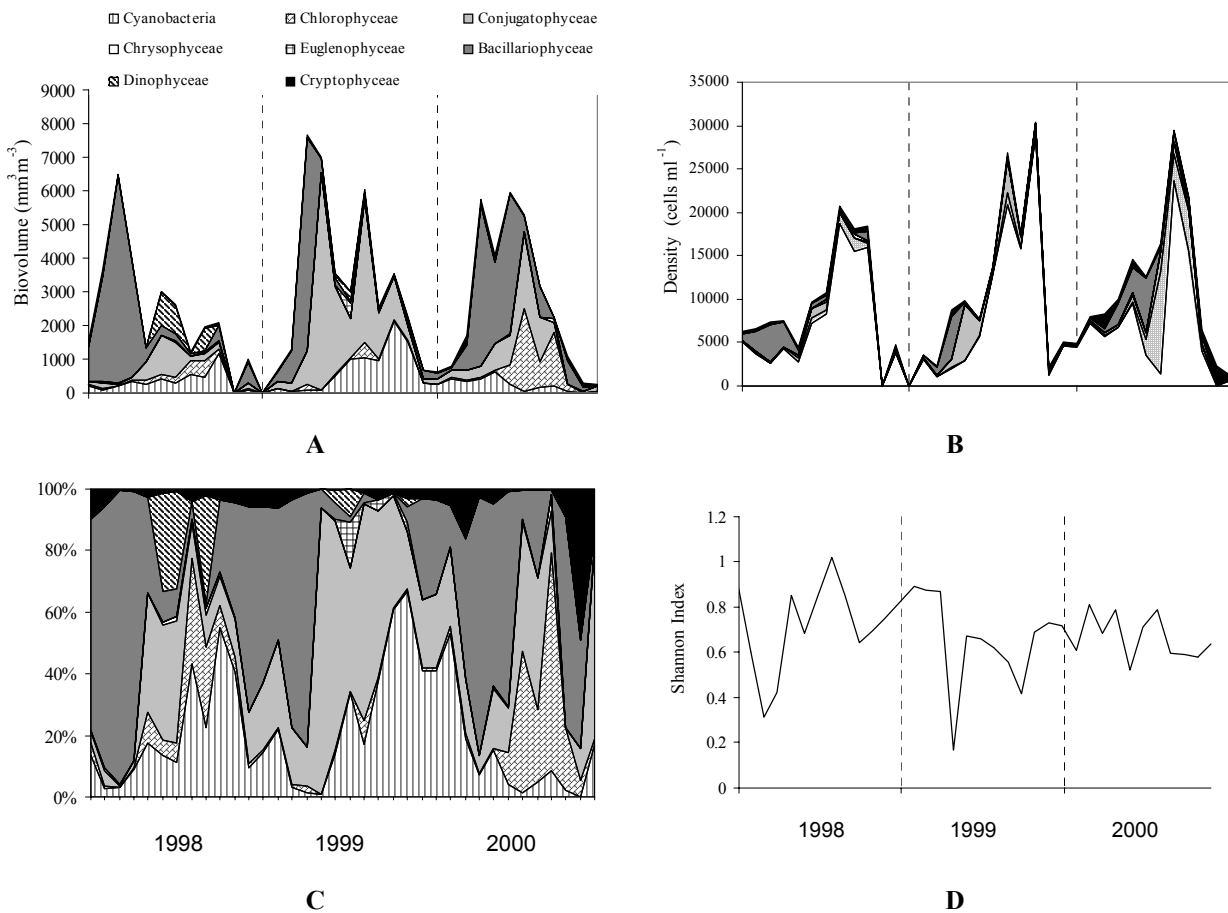 Cyanobacteria Chlorophyceae Conjugatophyceae
Chrysophyceae Euglenophyceae Bacillariophyceae
Dinophyceae Cryptophyceae
Biovolume (mm³ m⁻³)
9000
8000
7000
6000
5000
4000
3000
2000
1000
0
A
Density (cells ml⁻¹)
35000
30000
25000
20000
15000
10000
5000
0
B
100%
80%
60%
40%
20%
0%
1998 1999 2000
C
Shannon Index
1.2
1
0.8
0.6
0.4
0.2
0
1998 1999 2000
D